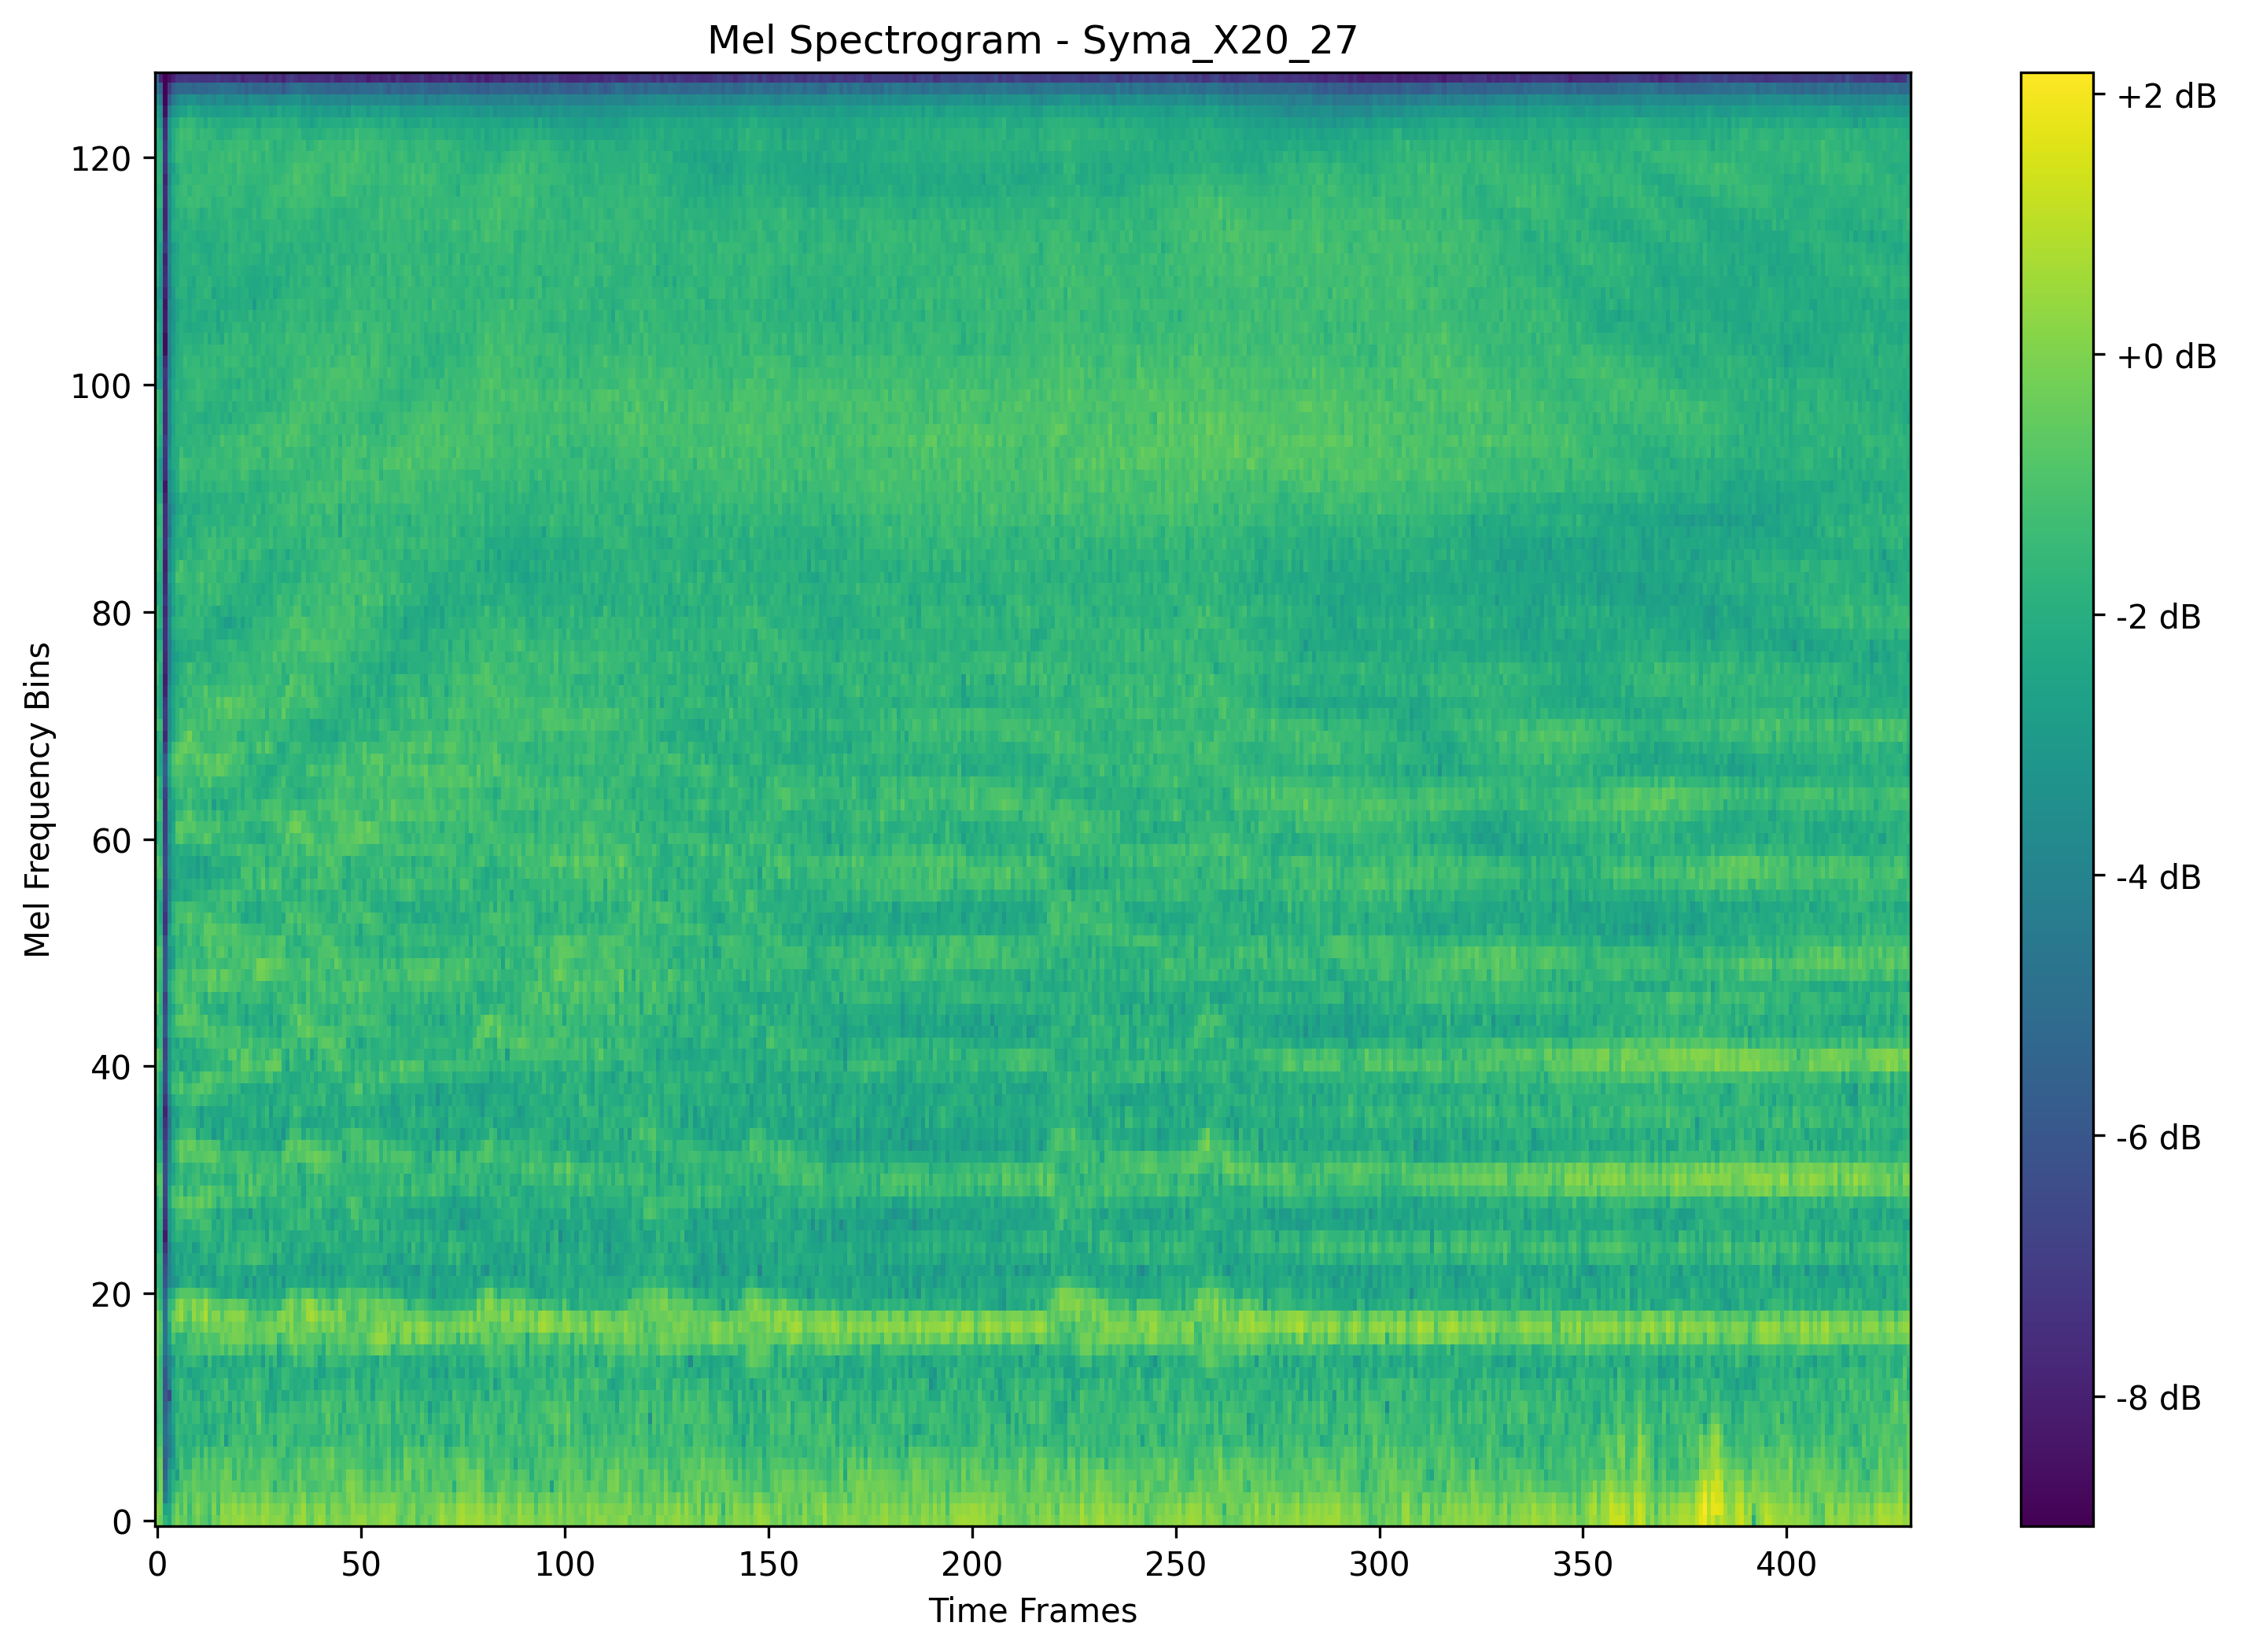 Mel Spectrogram - Syma_X20_27
Mel Frequency Bins
120
100
80
60
40
20
0
0 50 100 150 200 250 300 350 400
Time Frames
+2 dB
+0 dB
-2 dB
-4 dB
-6 dB
-8 dB